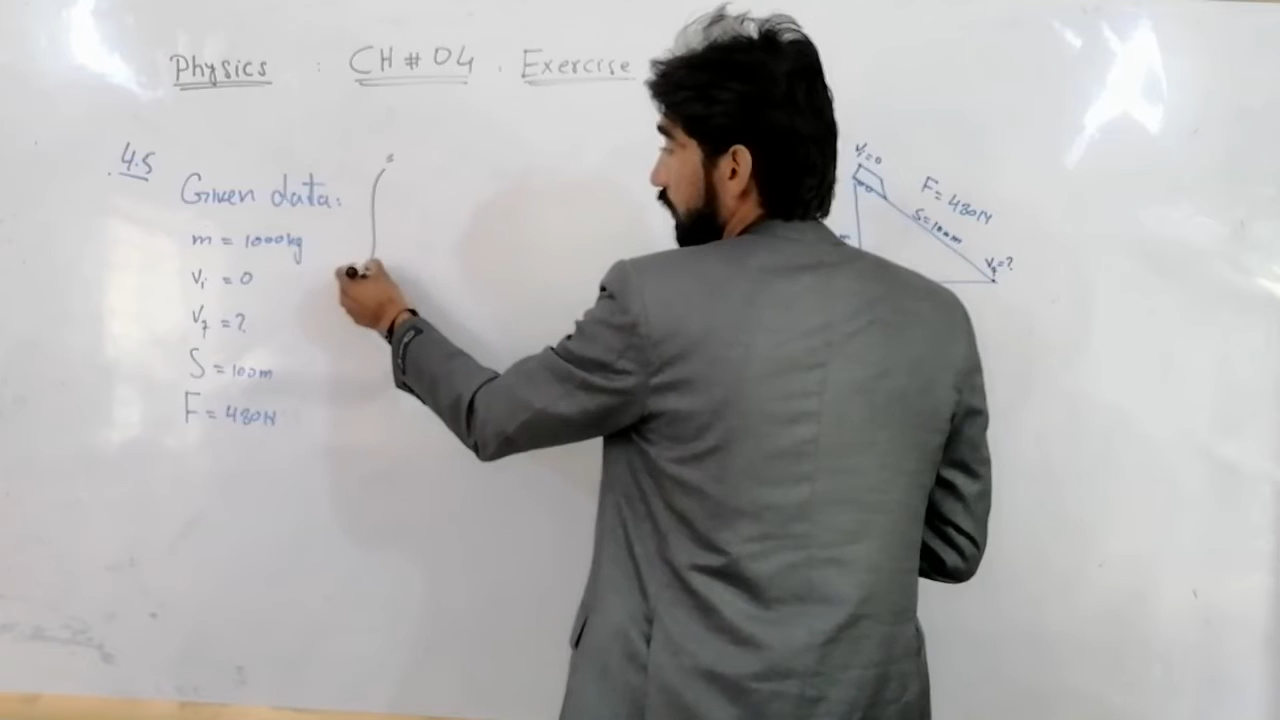 Physics : CH # 04 . Exercise
4.5
Given data:
m = 1000kg
Vi = 0
Vf = ?
S = 100m
F = 480N
Vi = 0
F = 480N
S = 100m
Vf = ?